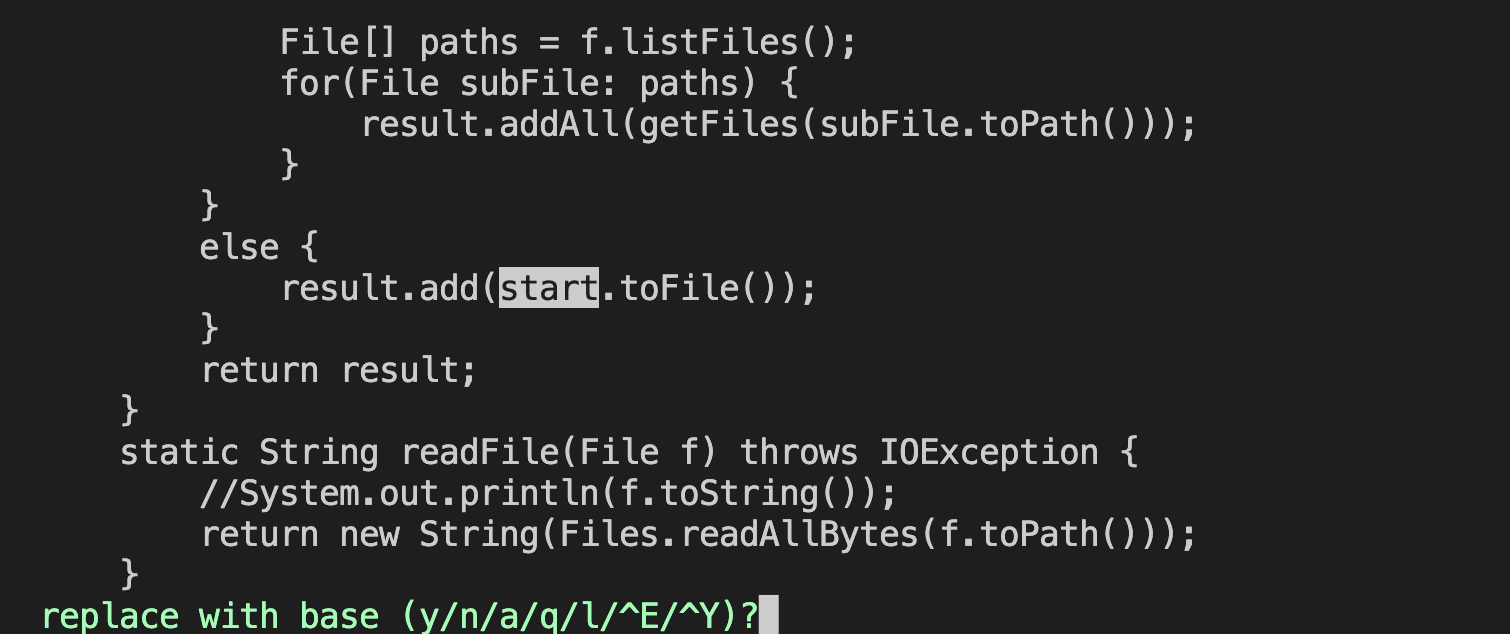 File[] paths = f.listFiles();
for(File subFile: paths) {
result.addAll(getFiles(subFile.toPath()));
}
}
else {
result.add(start.toFile());
}
return result;
}
static String readFile(File f) throws IOException {
//System.out.println(f.toString());
return new String(Files.readAllBytes(f.toPath()));
}
replace with base (y/n/a/q/l/^E/^Y)?